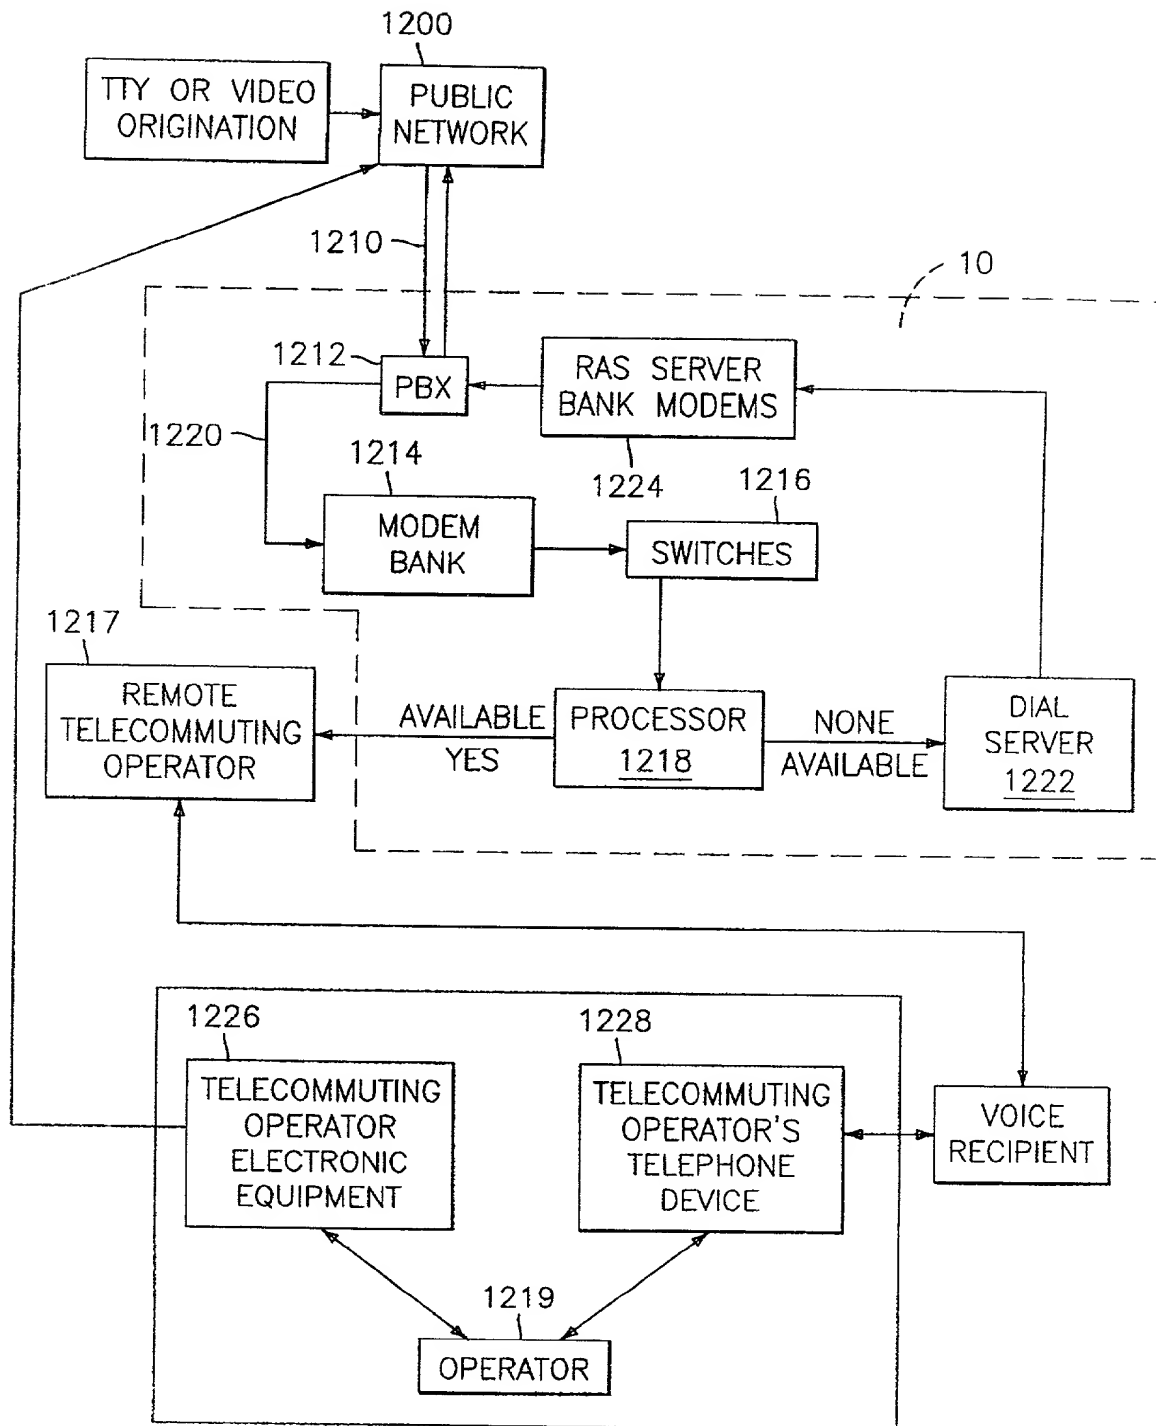 1200
TTY OR VIDEO
ORIGINATION
PUBLIC
NETWORK
1210
10
1212
PBX
RAS SERVER
BANK MODEMS
1220
1214
1224
1216
MODEM
BANK
SWITCHES
1217
REMOTE
TELECOMMUTING
OPERATOR
AVAILABLE
YES
PROCESSOR
1218
NONE
AVAILABLE
DIAL
SERVER
1222
1226
1228
TELECOMMUTING
OPERATOR
ELECTRONIC
EQUIPMENT
TELECOMMUTING
OPERATOR'S
TELEPHONE
DEVICE
VOICE
RECIPIENT
1219
OPERATOR